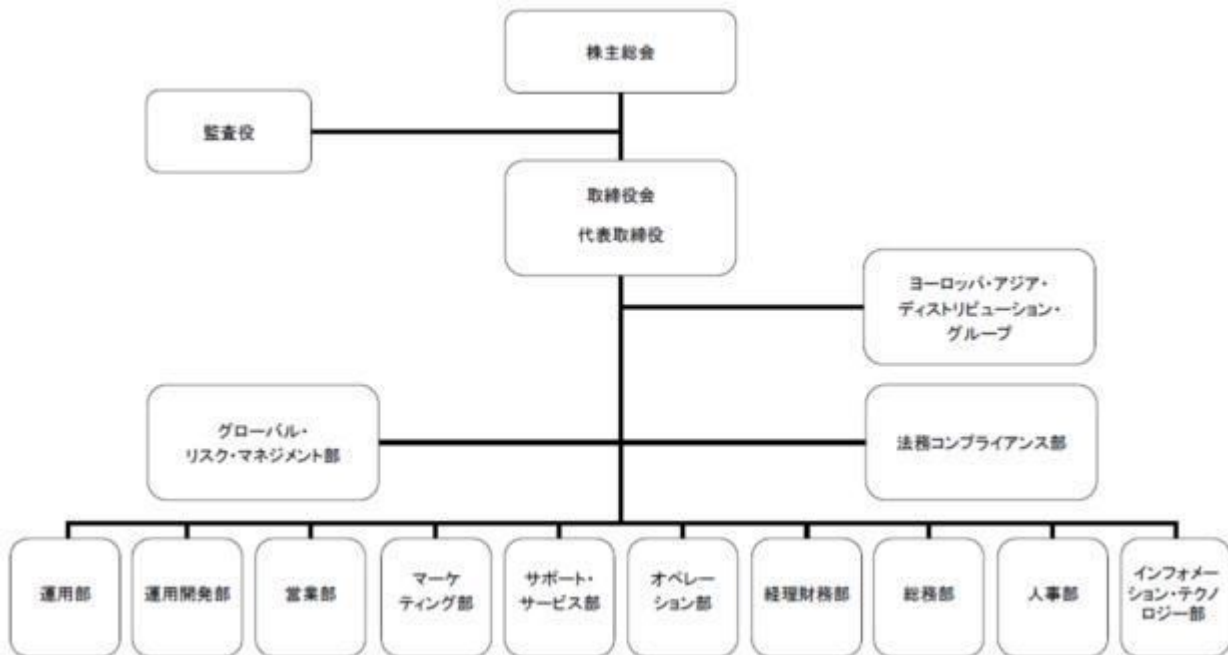 株主総会
監査役
取締役会
代表取締役
ヨーロッパ・アジア・
ディストリビューション・
グループ
グローバル・
リスク・マネジメント部
法務コンプライアンス部
運用部
運用開発部
営業部
マーケ
ティング部
サポート・
サービス部
オペレー
ション部
経理財務部
総務部
人事部
インフォメー
ション・テクノ
ロジー部